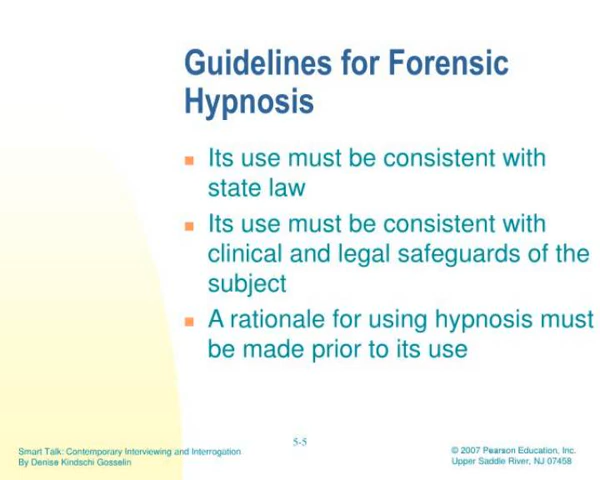 Guidelines for Forensic
Hypnosis
Its use must be consistent with
state law
Its use must be consistent with
clinical and legal safeguards of the
subject
A rationale for using hypnosis must
be made prior to its use
5-5
Smart Talk: Contemporary Interviewing and Interrogation
By Denise Kindschi Gosselin
© 2007 Pearson Education, Inc.
Upper Saddle River, NJ 07458